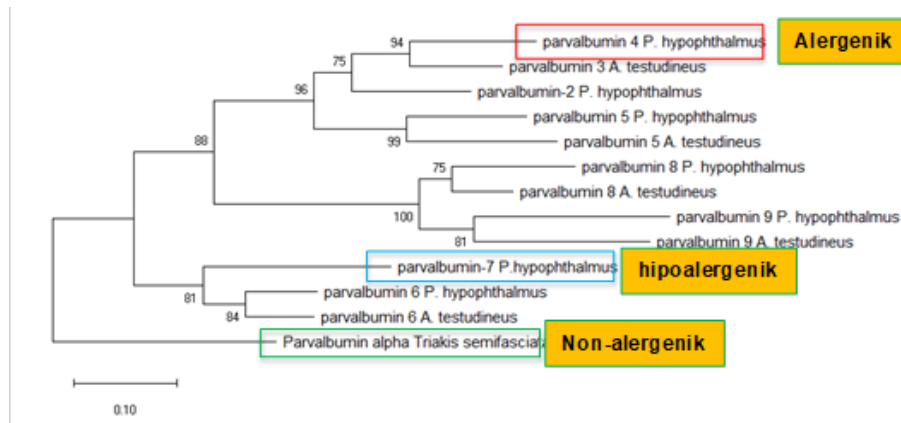 94
parvalbumin 4 P. hypophthalmus
Alergenik
75
parvalbumin 3 A. testudineus
96
parvalbumin-2 P. hypophthalmus
parvalbumin 5 P. hypophthalmus
99
parvalbumin 5 A. testudineus
88
75
parvalbumin 8 P. hypophthalmus
parvalbumin 8 A. testudineus
100
parvalbumin 9 P. hypophthalmus
81
parvalbumin 9 A. testudineus
parvalbumin-7 P.hypophthalmus
hipoalergenik
81
parvalbumin 6 P. hypophthalmus
84
parvalbumin 6 A. testudineus
Parvalbumin alpha Triakis semifasciata
Non-alergenik
0.10